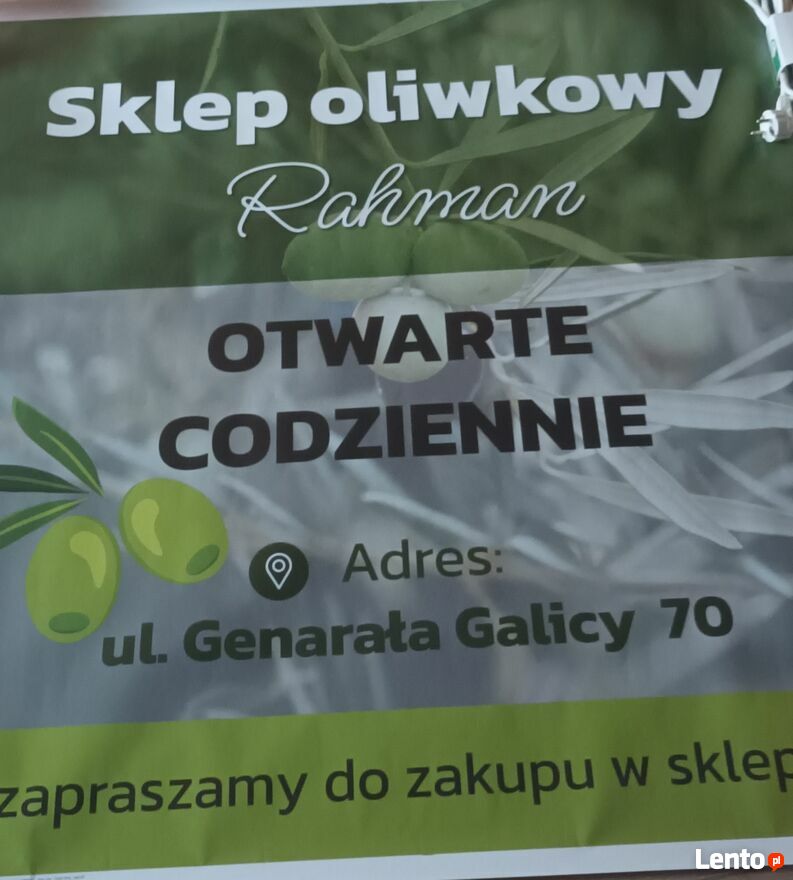 Sklep oliwkowy
Rahman
OTWARTE
CODZIENNIE
Adres:
ul. Genarała Galicy 70
zapraszamy do zakupu w sklep
Lento.pl